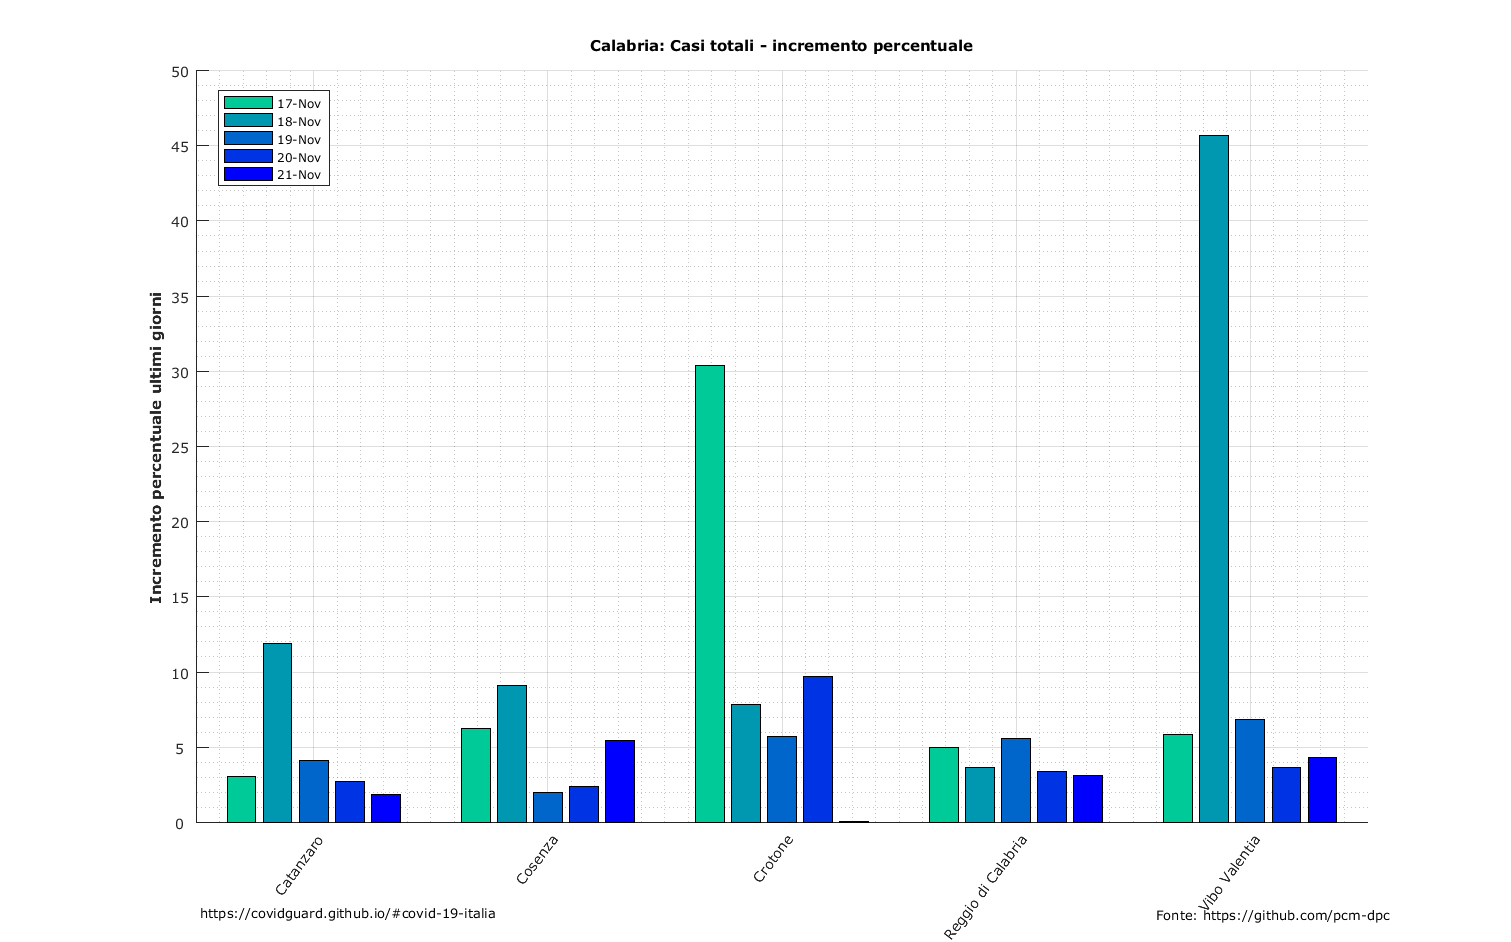 Calabria: Casi totali - incremento percentuale
Incremento percentuale ultimi giorni
50
45
40
35
30
25
20
15
10
5
0
17-Nov
18-Nov
19-Nov
20-Nov
21-Nov
Catanzaro
Cosenza
Crotone
Reggio di Calabria
Vibo Valentia
https://covidguard.github.io/#covid-19-italia
Fonte: https://github.com/pcm-dpc